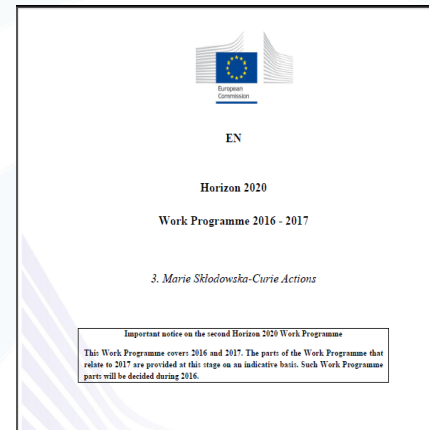 European
Commission
EN
Horizon 2020
Work Programme 2016 - 2017
3. Marie Skłodowska-Curie Actions
Important notice on the second Horizon 2020 Work Programme
This Work Programme covers 2016 and 2017. The parts of the Work Programme that
relate to 2017 are provided at this stage on an indicative basis. Such Work Programme
parts will be decided during 2016.